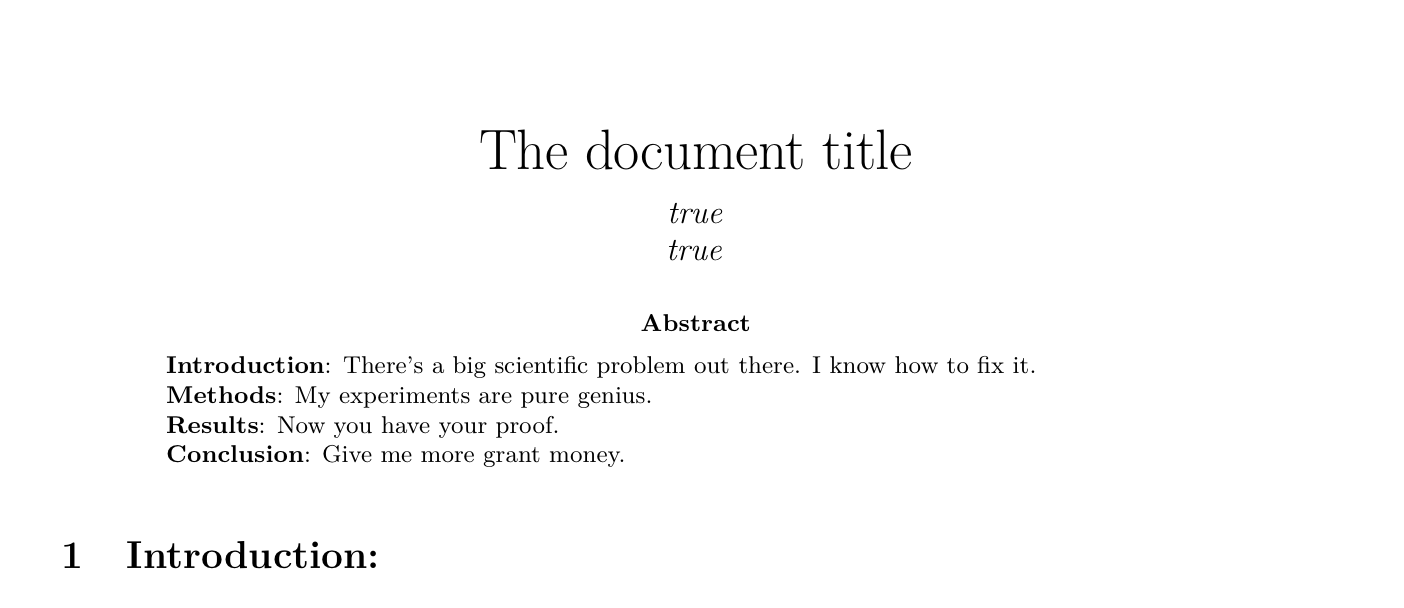 The document title
true
true
Abstract
Introduction: There's a big scientific problem out there. I know how to fix it.
Methods: My experiments are pure genius.
Results: Now you have your proof.
Conclusion: Give me more grant money.
1 Introduction: